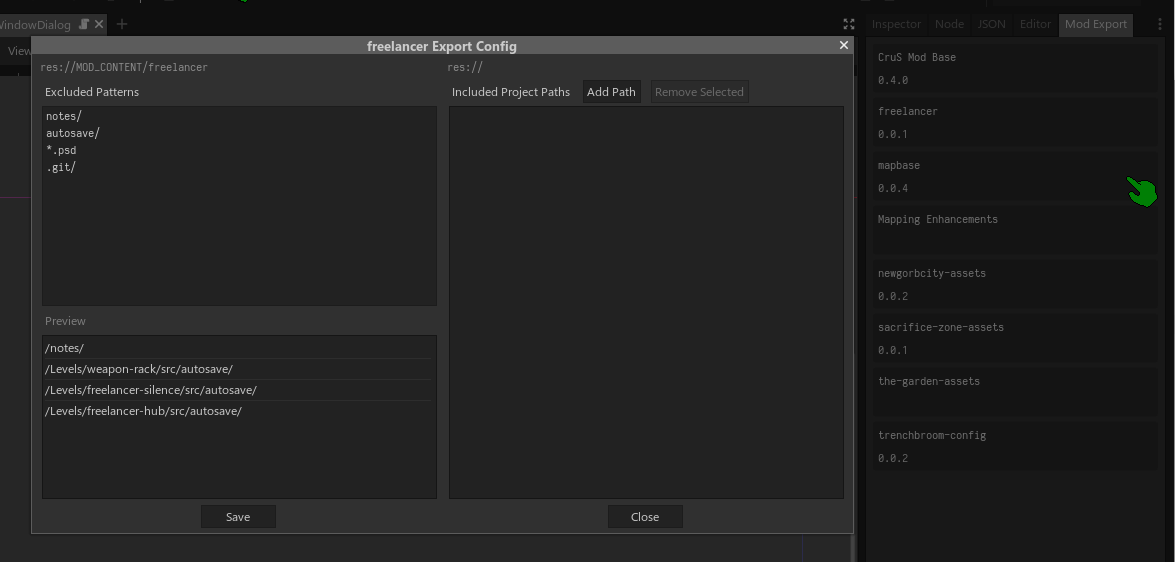 WindowDialog
Inspector Node JSON Editor Mod Export
View
freelancer Export Config
res://MOD_CONTENT/freelancer
res://
Excluded Patterns
Included Project Paths Add Path Remove Selected
notes/
autosave/
*.psd
.git/
Preview
/notes/
/Levels/weapon-rack/src/autosave/
/Levels/freelancer-silence/src/autosave/
/Levels/freelancer-hub/src/autosave/
Save
Close
CruS Mod Base
0.4.0
freelancer
0.0.1
mapbase
0.0.4
Mapping Enhancements
newgorbcity-assets
0.0.2
sacrifice-zone-assets
0.0.1
the-garden-assets
trenchbroom-config
0.0.2